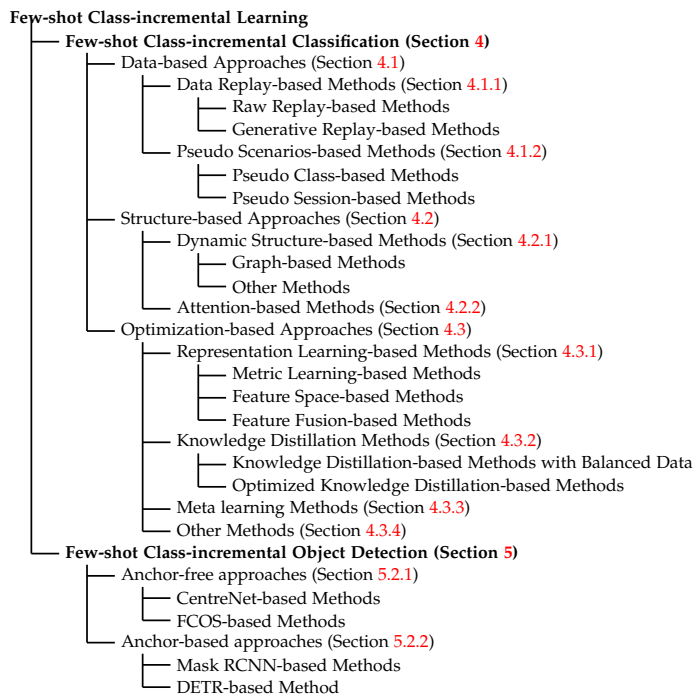 Few-shot Class-incremental Learning
Few-shot Class-incremental Classification (Section 4)
Data-based Approaches (Section 4.1)
Data Replay-based Methods (Section 4.1.1)
Raw Replay-based Methods
Generative Replay-based Methods
Pseudo Scenarios-based Methods (Section 4.1.2)
Pseudo Class-based Methods
Pseudo Session-based Methods
Structure-based Approaches (Section 4.2)
Dynamic Structure-based Methods (Section 4.2.1)
Graph-based Methods
Other Methods
Attention-based Methods (Section 4.2.2)
Optimization-based Approaches (Section 4.3)
Representation Learning-based Methods (Section 4.3.1)
Metric Learning-based Methods
Feature Space-based Methods
Feature Fusion-based Methods
Knowledge Distillation Methods (Section 4.3.2)
Knowledge Distillation-based Methods with Balanced Data
Optimized Knowledge Distillation-based Methods
Meta learning Methods (Section 4.3.3)
Other Methods (Section 4.3.4)
Few-shot Class-incremental Object Detection (Section 5)
Anchor-free approaches (Section 5.2.1)
CentreNet-based Methods
FCOS-based Methods
Anchor-based approaches (Section 5.2.2)
Mask RCNN-based Methods
DETR-based Method